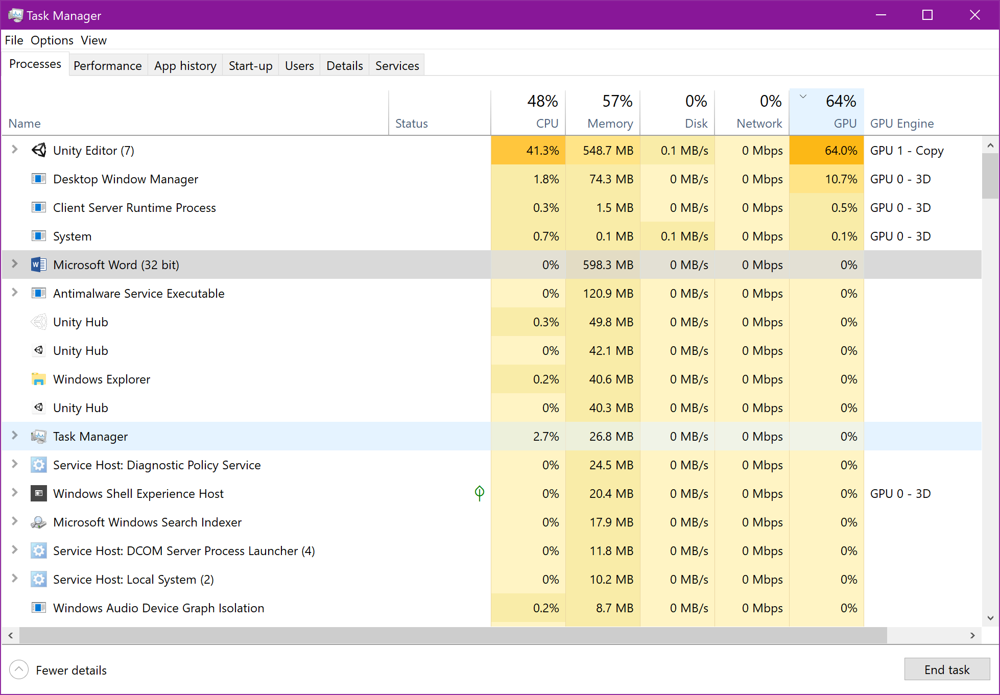 Task Manager
File Options View
Processes Performance App history Start-up Users Details Services
48% 57% 0% 0% 64%
Name Status CPU Memory Disk Network GPU GPU Engine
Unity Editor (7) 41.3% 548.7 MB 0.1 MB/s 0 Mbps 64.0% GPU 1 - Copy
Desktop Window Manager 1.8% 74.3 MB 0 MB/s 0 Mbps 10.7% GPU 0 - 3D
Client Server Runtime Process 0.3% 1.5 MB 0 MB/s 0 Mbps 0.5% GPU 0 - 3D
System 0.7% 0.1 MB 0.1 MB/s 0 Mbps 0.1% GPU 0 - 3D
Microsoft Word (32 bit) 0% 598.3 MB 0 MB/s 0 Mbps 0%
Antimalware Service Executable 0% 120.9 MB 0 MB/s 0 Mbps 0%
Unity Hub 0.3% 49.8 MB 0 MB/s 0 Mbps 0%
Unity Hub 0% 42.1 MB 0 MB/s 0 Mbps 0%
Windows Explorer 0.2% 40.6 MB 0 MB/s 0 Mbps 0%
Unity Hub 0% 40.3 MB 0 MB/s 0 Mbps 0%
Task Manager 2.7% 26.8 MB 0 MB/s 0 Mbps 0%
Service Host: Diagnostic Policy Service 0% 24.5 MB 0 MB/s 0 Mbps 0%
Windows Shell Experience Host 0% 20.4 MB 0 MB/s 0 Mbps 0% GPU 0 - 3D
Microsoft Windows Search Indexer 0% 17.9 MB 0 MB/s 0 Mbps 0%
Service Host: DCOM Server Process Launcher (4) 0% 11.8 MB 0 MB/s 0 Mbps 0%
Service Host: Local System (2) 0% 10.2 MB 0 MB/s 0 Mbps 0%
Windows Audio Device Graph Isolation 0.2% 8.7 MB 0 MB/s 0 Mbps 0%
Fewer details End task